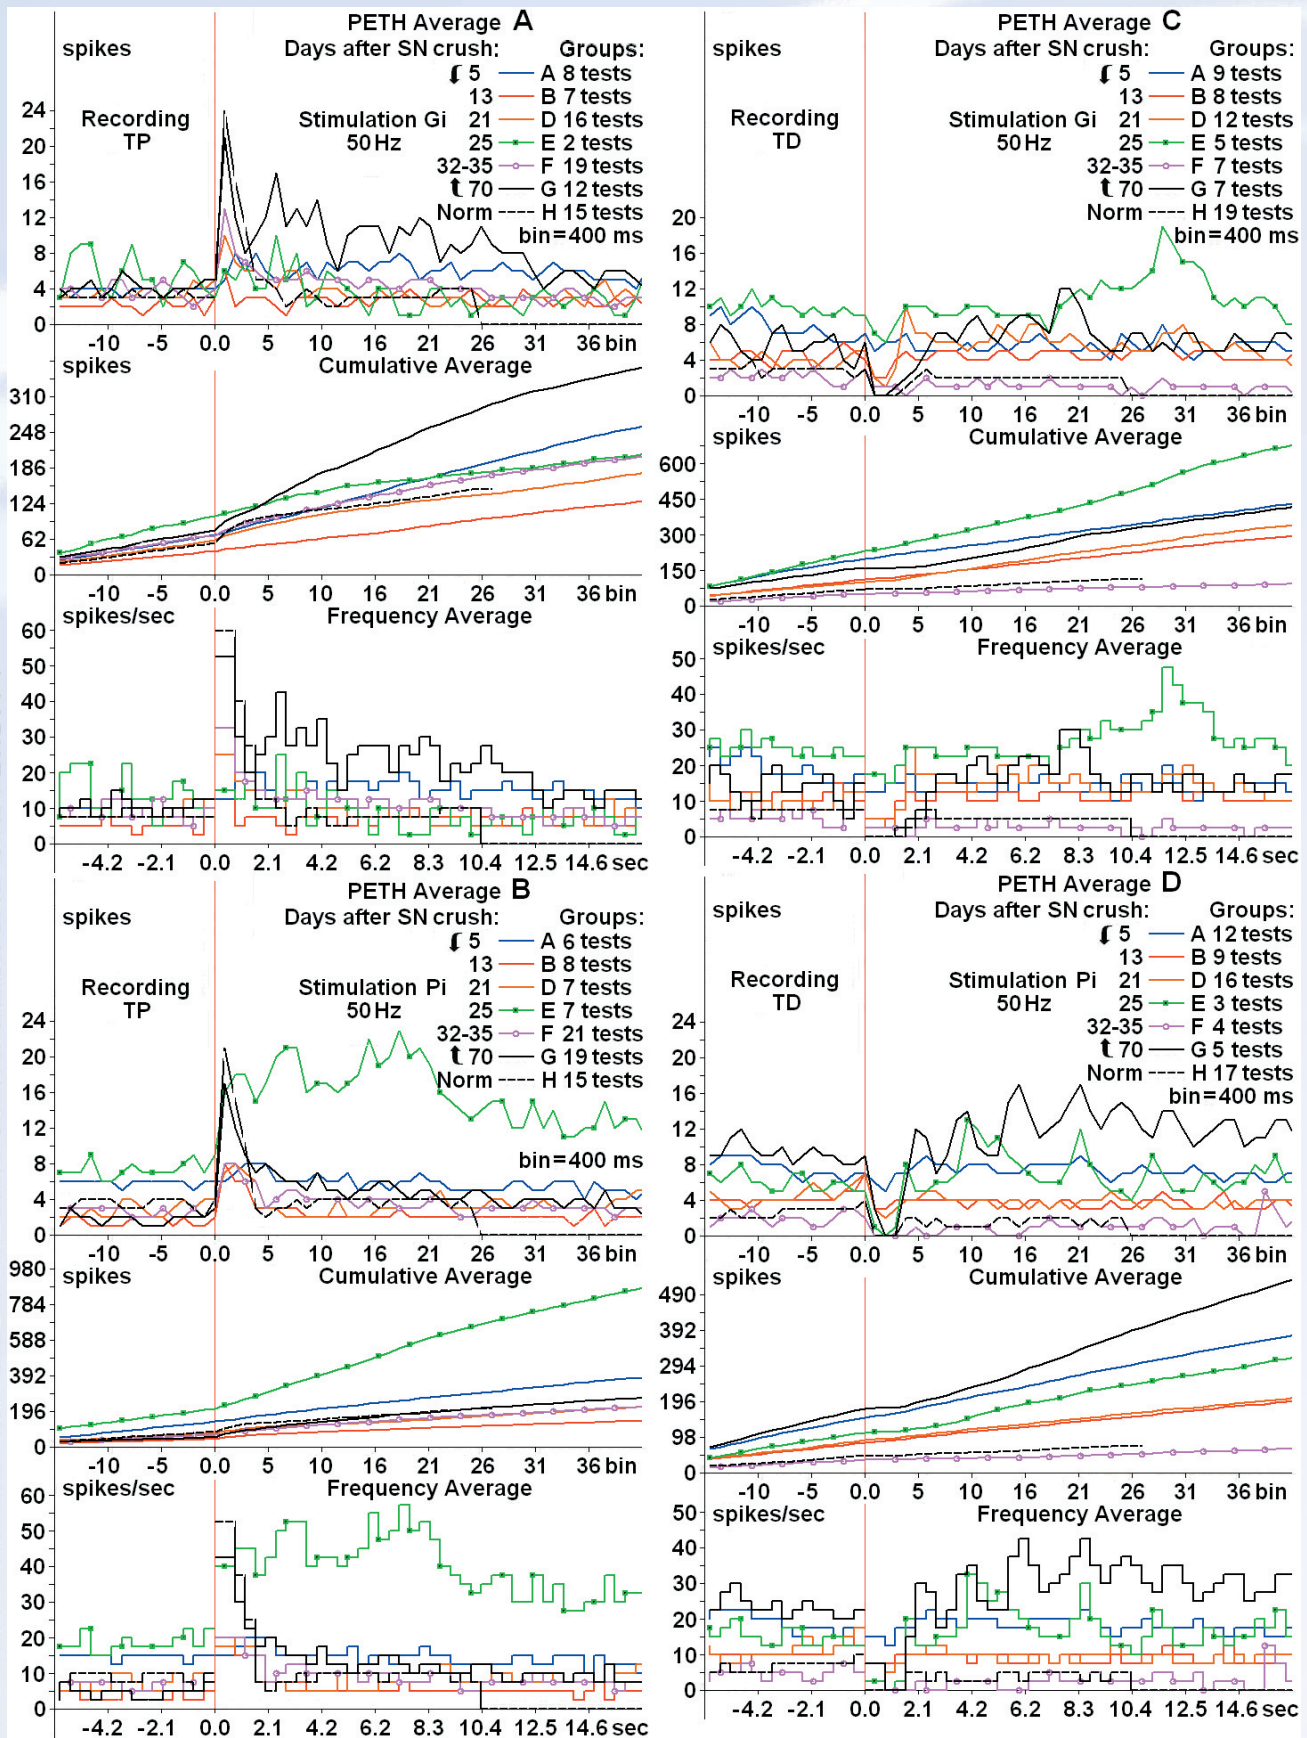 PETH Average A
spikes
Days after SN crush: Groups:
5 A 8 tests
13 B 7 tests
Recording TP
Stimulation Gi 50 Hz
21 D 16 tests
25 E 2 tests
32-35 F 19 tests
70 G 12 tests
Norm H 15 tests
bin=400 ms
24
20
16
12
8
4
0
-10 -5 0.0 5 10 16 21 26 31 36 bin
spikes
Cumulative Average
310
248
186
124
62
0
-10 -5 0.0 5 10 16 21 26 31 36 bin
spikes/sec
Frequency Average
60
50
40
30
20
10
0
-4.2 -2.1 0.0 2.1 4.2 6.2 8.3 10.4 12.5 14.6 sec
PETH Average B
spikes
Days after SN crush: Groups:
5 A 6 tests
13 B 8 tests
Recording TP
Stimulation Pi 50 Hz
21 D 7 tests
25 E 7 tests
32-35 F 21 tests
70 G 19 tests
Norm H 15 tests
bin=400 ms
24
20
16
12
8
4
0
-10 -5 0.0 5 10 16 21 26 31 36 bin
spikes
Cumulative Average
980
784
588
392
196
0
-10 -5 0.0 5 10 16 21 26 31 36 bin
spikes/sec
Frequency Average
60
50
40
30
20
10
0
-4.2 -2.1 0.0 2.1 4.2 6.2 8.3 10.4 12.5 14.6 sec
PETH Average C
spikes
Days after SN crush: Groups:
5 A 9 tests
13 B 8 tests
Recording TD
Stimulation Gi 50 Hz
21 D 12 tests
25 E 5 tests
32-35 F 7 tests
70 G 7 tests
Norm H 19 tests
bin=400 ms
20
16
12
8
4
0
-10 -5 0.0 5 10 16 21 26 31 36 bin
spikes
Cumulative Average
600
450
300
150
0
-10 -5 0.0 5 10 16 21 26 31 36 bin
spikes/sec
Frequency Average
50
40
30
20
10
0
-4.2 -2.1 0.0 2.1 4.2 6.2 8.3 10.4 12.5 14.6 sec
PETH Average D
spikes
Days after SN crush: Groups:
5 A 12 tests
13 B 9 tests
Recording TD
Stimulation Pi 50 Hz
21 D 16 tests
25 E 3 tests
32-35 F 4 tests
70 G 5 tests
Norm H 17 tests
bin=400 ms
24
20
16
12
8
4
0
-10 -5 0.0 5 10 16 21 26 31 36 bin
spikes
Cumulative Average
490
392
294
196
98
0
-10 -5 0.0 5 10 16 21 26 31 36 bin
spikes/sec
Frequency Average
40
30
20
10
0
-4.2 -2.1 0.0 2.1 4.2 6.2 8.3 10.4 12.5 14.6 sec